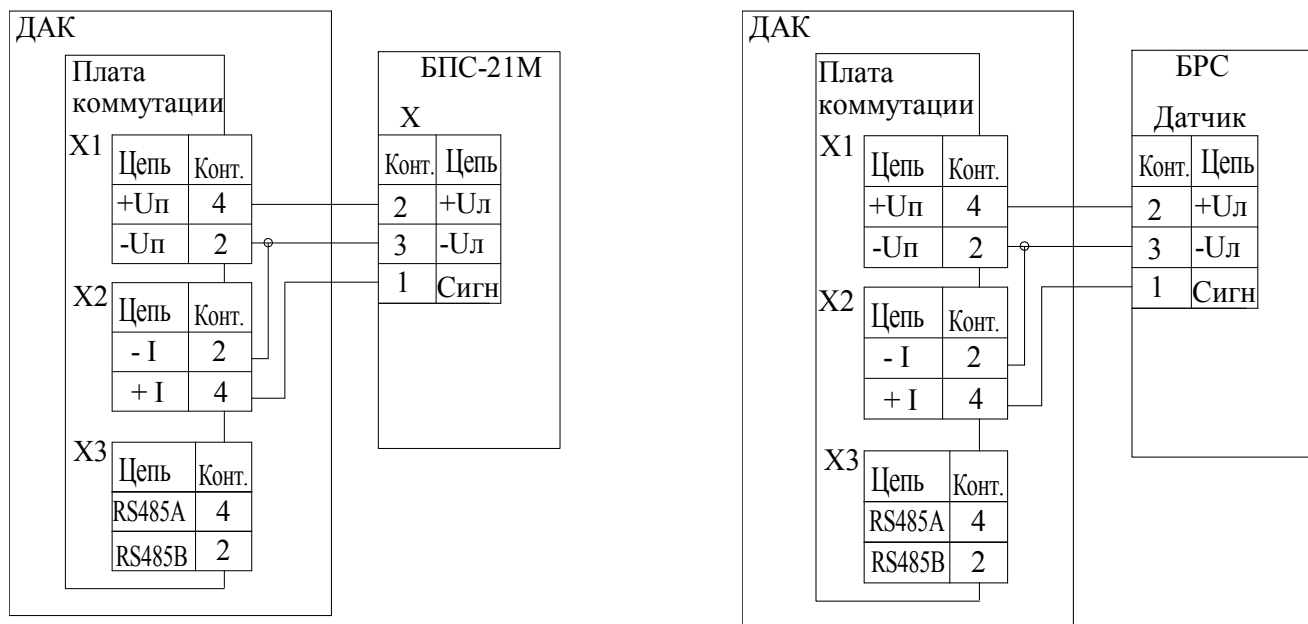 ДАК
Плата
коммутации
X1
Цепь Конт.
+Uп 4
-Uп 2
X2
Цепь Конт.
- I 2
+ I 4
X3
Цепь Конт.
RS485A 4
RS485B 2
БПС-21М
X
Конт. Цепь
2 +Uл
3 -Uл
1 Сигн
ДАК
Плата
коммутации
X1
Цепь Конт.
+Uп 4
-Uп 2
X2
Цепь Конт.
- I 2
+ I 4
X3
Цепь Конт.
RS485A 4
RS485B 2
БРС
Датчик
Конт. Цепь
2 +Uл
3 -Uл
1 Сигн